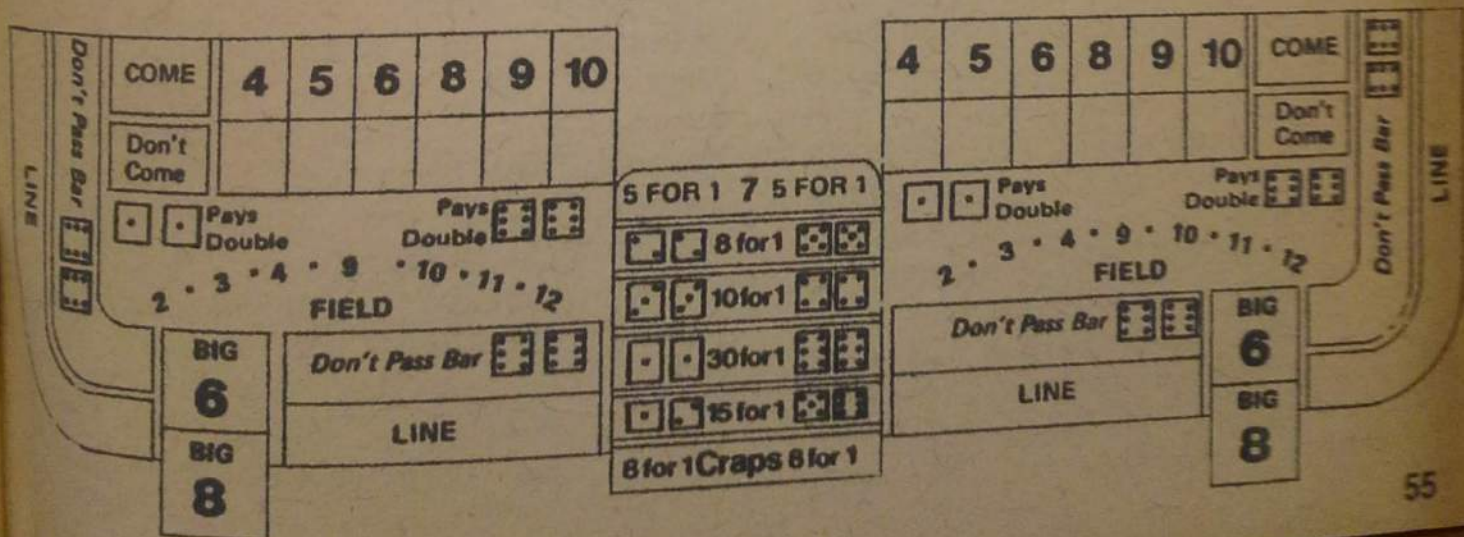 COME 4 5 6 8 9 10
Don't Come
Don't Pass Bar
LINE
Pays Double
Pays Double
2 · 3 · 4 · 9 · 10 · 11 · 12
FIELD
BIG 6
BIG 8
Don't Pass Bar
LINE
5 FOR 1 7 5 FOR 1
8 for 1
10 for 1
30 for 1
15 for 1
8 for 1 Craps 8 for 1
4 5 6 8 9 10 COME
Don't Come
Don't Pass Bar
LINE
Pays Double
Pays Double
2 · 3 · 4 · 9 · 10 · 11 · 12
FIELD
Don't Pass Bar
LINE
BIG 6
BIG 8
55